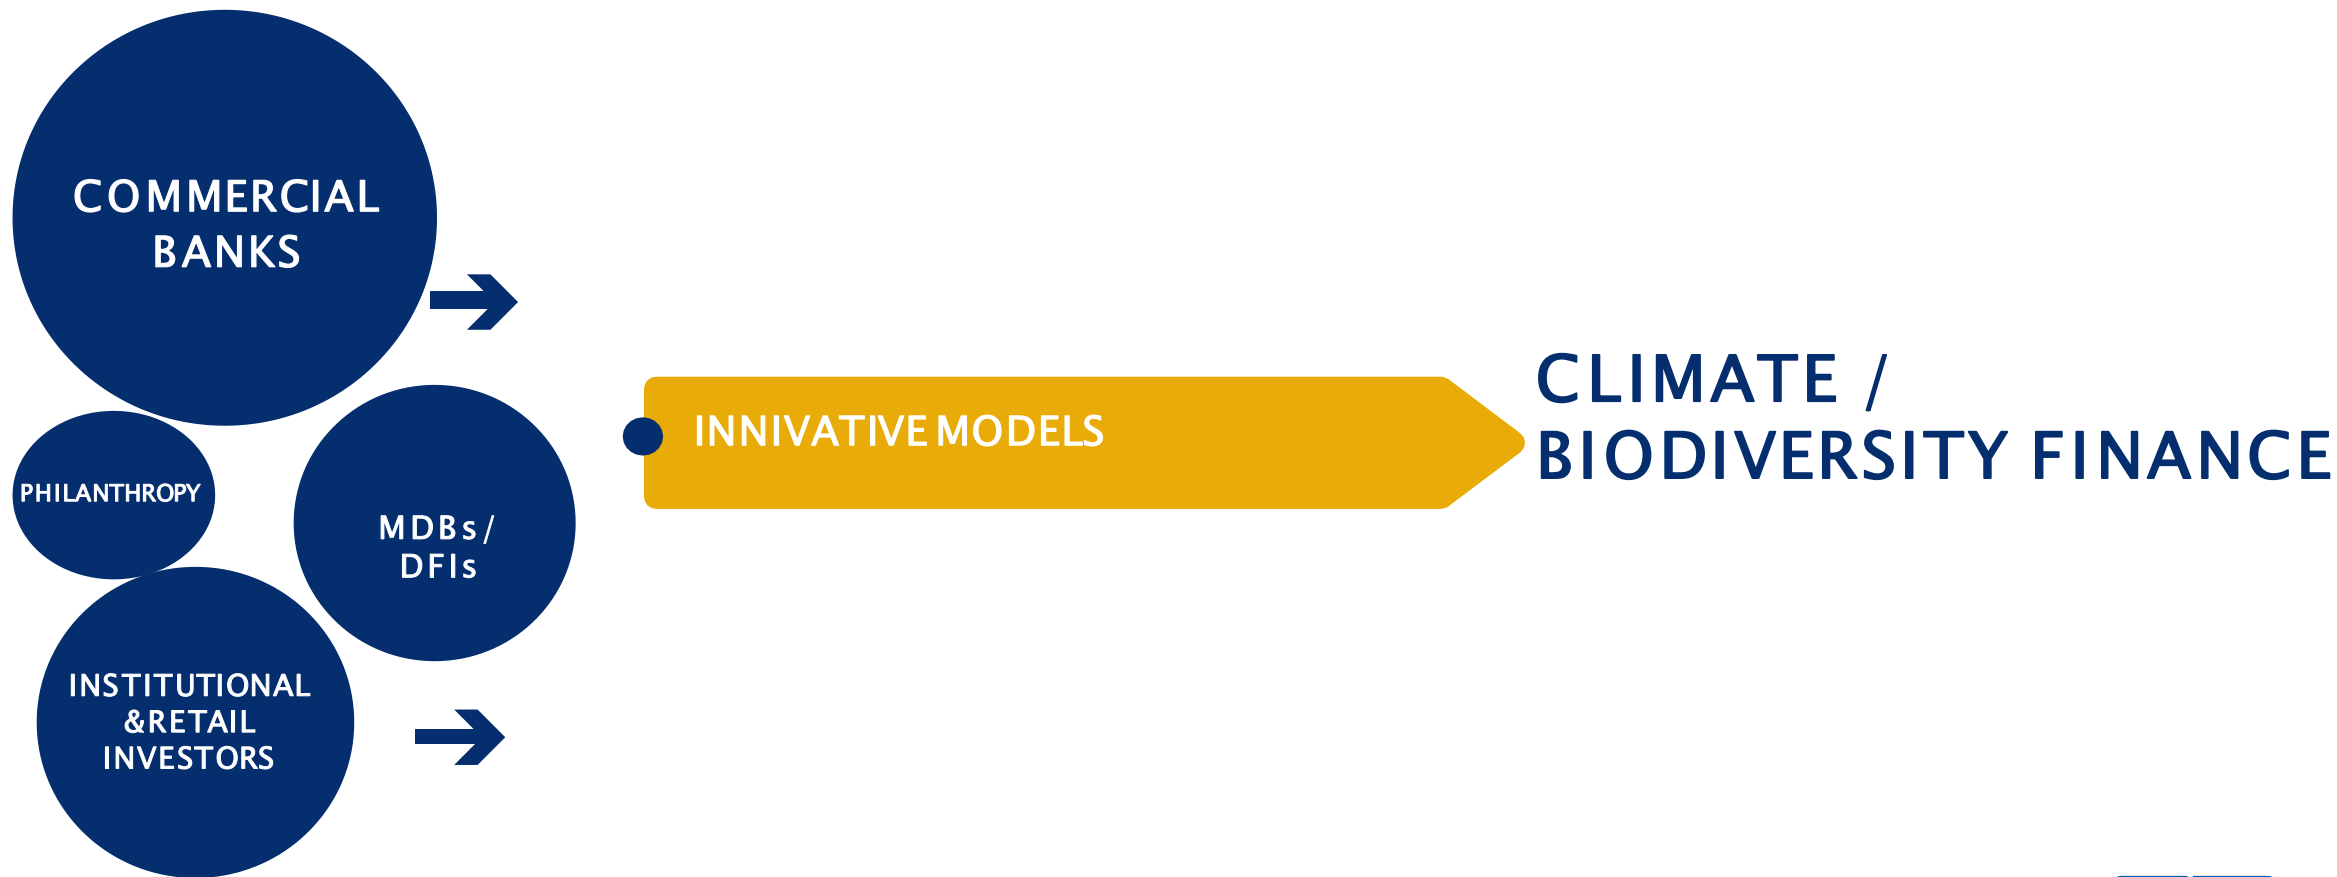 COMMERCIAL
BANKS
PHILANTHROPY
MDBs/
DFIs
INSTITUTIONAL
&RETAIL
INVESTORS
INNIVATIVE MODELS
CLIMATE /
BIODIVERSITY FINANCE